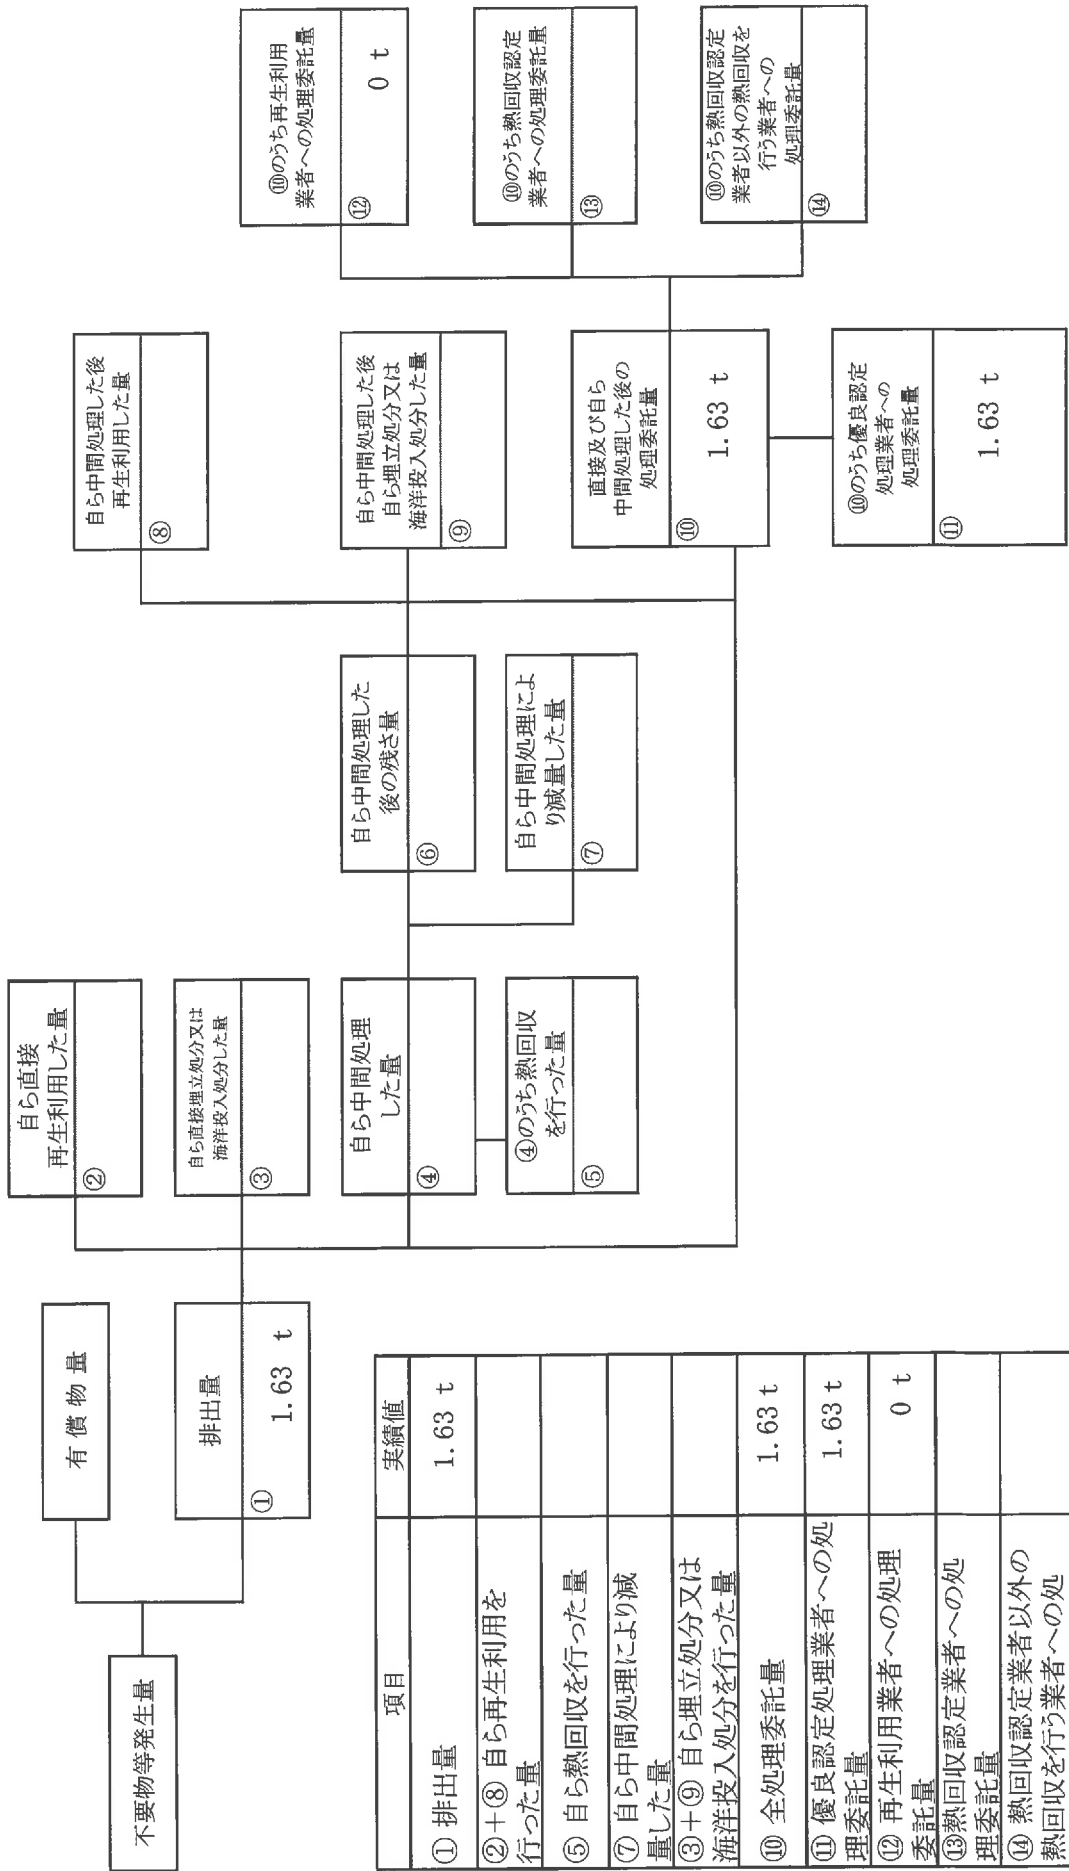 不要物等発生量
有 償 物 量
排出量
①
1.63 t
自ら直接
再生利用した量
②
自ら直接埋立処分又は
海洋投入処分した量
③
自ら中間処理
した量
④
④のうち熱回収
を行った量
⑤
自ら中間処理した
後の残さ量
⑥
自ら中間処理によ
り減量した量
⑦
自ら中間処理した後
再生利用した量
⑧
自ら中間処理した後
自ら埋立処分又は
海洋投入処分した量
⑨
直接及び自ら
中間処理した後の
処理委託量
⑩
1.63 t
⑩のうち優良認定
処理業者への
処理委託量
⑪
1.63 t
⑩のうち再生利用
業者への処理委託量
⑫
0 t
⑩のうち熱回収認定
業者への処理委託量
⑬
⑩のうち熱回収認定
業者以外の熱回収を
行う業者への
処理委託量
⑭
項目 実績値
① 排出量 1.63 t
②+⑧ 自ら再生利用を
行った量
⑤ 自ら熱回収を行った量
⑦ 自ら中間処理により減
量した量
③+⑨ 自ら埋立処分又は
海洋投入処分を行った量
⑩ 全処理委託量 1.63 t
⑪ 優良認定処理業者への処
理委託量 1.63 t
⑫ 再生利用業者への処理
委託量 0 t
⑬熱回収認定業者への処
理委託量
⑭ 熱回収認定業者以外の
熱回収を行う業者への処